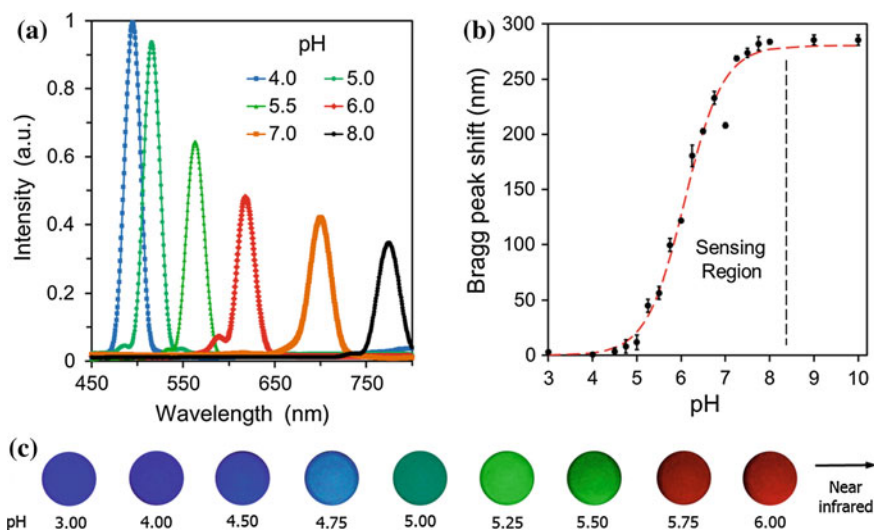 (a)
pH
4.0 5.0
5.5 6.0
7.0 8.0
1
0.8
0.6
0.4
0.2
0
Intensity (a.u.)
450 550 650 750
Wavelength (nm)
(b)
300
250
200
150
100
50
0
Bragg peak shift (nm)
Sensing
Region
3 4 5 6 7 8 9 10
pH
(c)
Near
infrared
pH 3.00 4.00 4.50 4.75 5.00 5.25 5.50 5.75 6.00